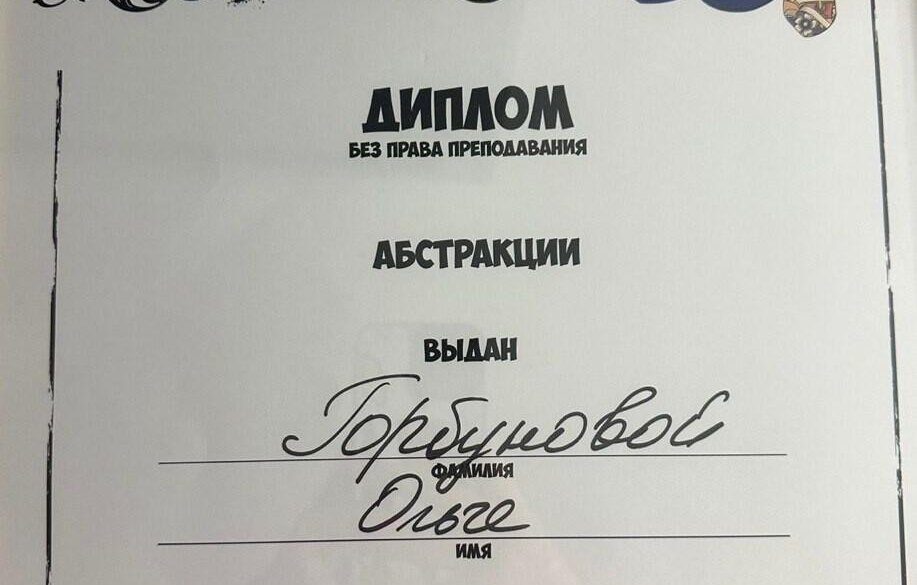 ДИПЛОМ
БЕЗ ПРАВА ПРЕПОДАВАНИЯ
АБСТРАКЦИИ
ВЫДАН
Горбуновой
ФАМИЛИЯ
Ольге
ИМЯ